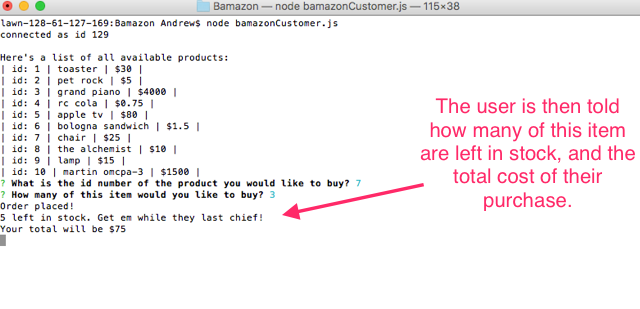 Bamazon — node bamazonCustomer.js — 115×38
lawn-128-61-127-169:Bamazon Andrew$ node bamazonCustomer.js
connected as id 129
Here's a list of all available products:
| id: 1 | toaster | $30 |
| id: 2 | pet rock | $5 |
| id: 3 | grand piano | $4000 |
| id: 4 | rc cola | $0.75 |
| id: 5 | apple tv | $80 |
| id: 6 | bologna sandwich | $1.5 |
| id: 7 | chair | $25 |
| id: 8 | the alchemist | $10 |
| id: 9 | lamp | $15 |
| id: 10 | martin omcpa-3 | $1500 |
? What is the id number of the product you would like to buy? 7
? How many of this item would you like to buy? 3
Order placed!
5 left in stock. Get em while they last chief!
Your total will be $75
The user is then told
how many of this item
are left in stock, and the
total cost of their
purchase.